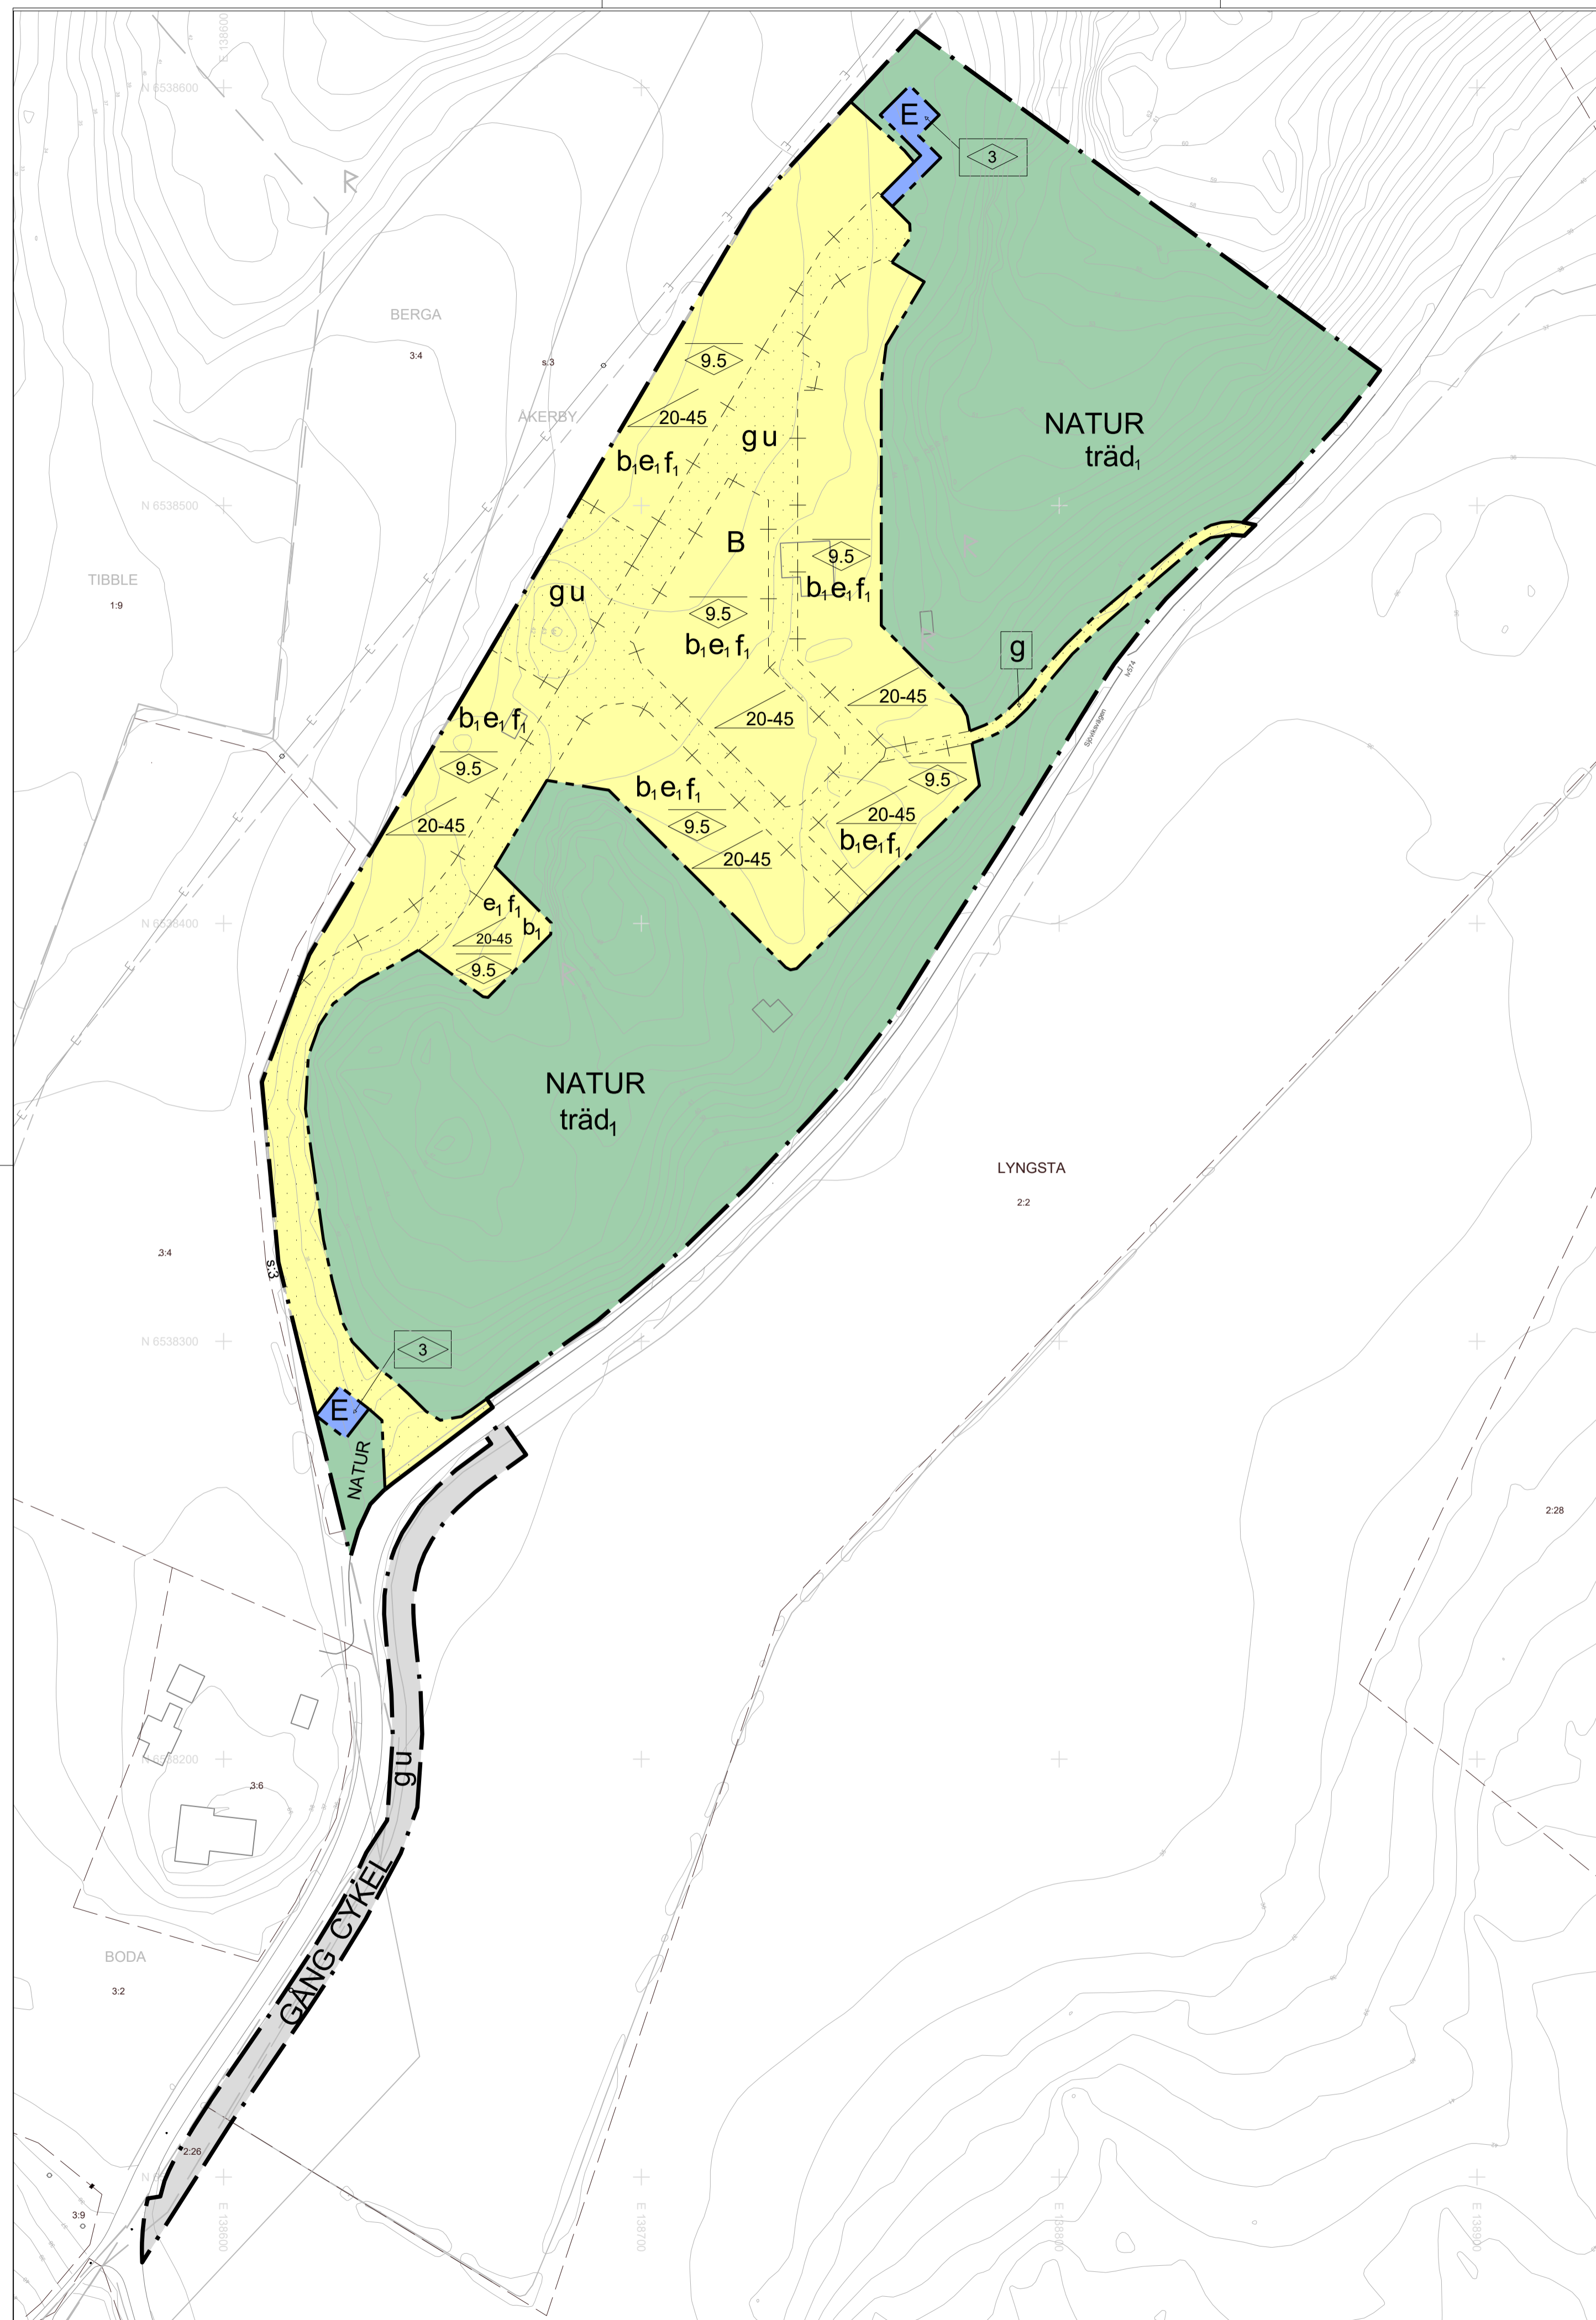 E 138600
N 6538600
E
3
BERGA
3:4
s:3
9.5
ÅKERBY
20-45
NATUR
träd₁
gu
b₁e₁f₁
N 6538500
B
9.5
TIBBLE
1:9
gu
b₁e₁f₁
9.5
b₁e₁f₁
g
lv574
20-45
20-45
b₁e₁f₁
Sjöviksvägen
9.5
9.5
b₁e₁f₁
20-45
20-45
9.5
b₁e₁f₁
20-45
e₁f₁
b₁
N 6538400
20-45
9.5
NATUR
träd₁
LYNGSTA
2:2
3:4
s:3
N 6538300
3
E
NATUR
2:28
gu
N 6538200
3:6
GÅNG CYKEL
BODA
3:2
2:26
3:9
E 138600
E 138700
E 138800
E 138900